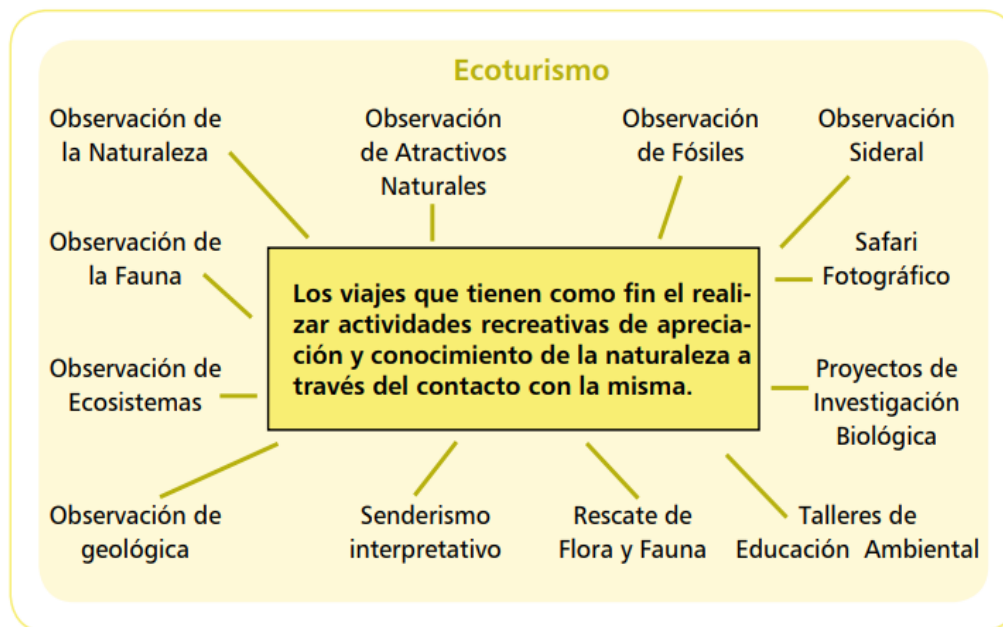 Ecoturismo
Observación de
la Naturaleza
Observación
de Atractivos
Naturales
Observación
de Fósiles
Observación
Sideral
Observación de
la Fauna
Safari
Fotográfico
Los viajes que tienen como fin el reali-
zar actividades recreativas de aprecia-
ción y conocimiento de la naturaleza a
través del contacto con la misma.
Observación de
Ecosistemas
Proyectos de
Investigación
Biológica
Observación de
geológica
Senderismo
interpretativo
Rescate de
Flora y Fauna
Talleres de
Educación Ambiental